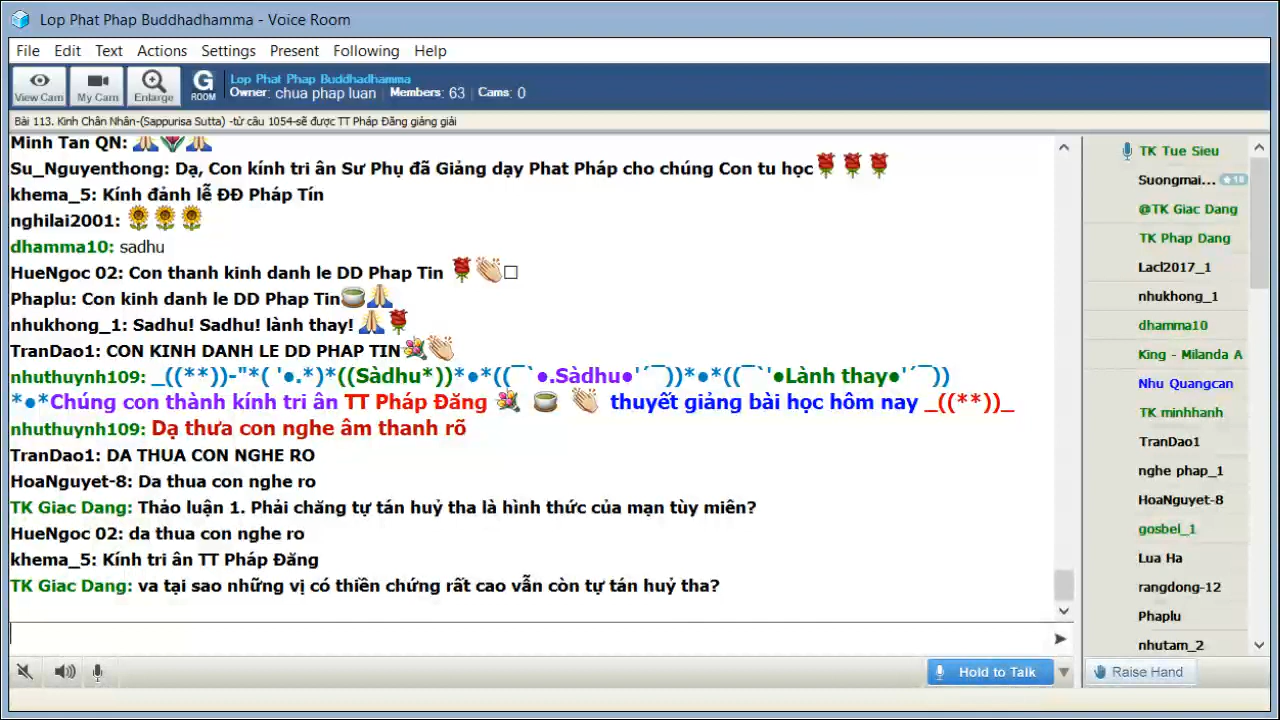 Lop Phat Phap Buddhadhamma - Voice Room
File Edit Text Actions Settings Present Following Help
View Cam My Cam Enlarge G ROOM
Lop Phat Phap Buddhadhamma
Owner: chua phap luan Members: 63 Cams: 0
Bài 113. Kinh Chân Nhân-(Sappurisa Sutta) -từ câu 1054-sẽ được TT Pháp Đăng giảng giải
Minh Tan QN: 🙏🌷🙏
Su_Nguyenthong: Dạ, Con kính tri ân Sư Phụ đã Giảng dạy Phat Pháp cho chúng Con tu học🌹🌹🌹
khema_5: Kính đảnh lễ ĐĐ Pháp Tín
nghilai2001: 🌻🌻🌻
dhamma10: sadhu
HueNgoc 02: Con thanh kinh danh le DD Phap Tin 🌹👏□
Phaplu: Con kinh danh le DD Phap Tin🍵🙏
nhukhong_1: Sadhu! Sadhu! lành thay! 🙏🌹
TranDao1: CON KINH DANH LE DD PHAP TIN💐👏
nhuthuynh109: _((**))-"*( '●.*)*((Sàdhu*))*●*((¯`●.Sàdhu●'´¯))*●*((¯`'●Lành thay●'´¯))
*●*Chúng con thành kính tri ân TT Pháp Đăng 💐 🍵 👏 thuyết giảng bài học hôm nay _((**))_
nhuthuynh109: Dạ thưa con nghe âm thanh rõ
TranDao1: DA THUA CON NGHE RO
HoaNguyet-8: Da thua con nghe ro
TK Giac Dang: Thảo luận 1. Phải chăng tự tán huỷ tha là hình thức của mạn tùy miên?
HueNgoc 02: da thua con nghe ro
khema_5: Kính tri ân TT Pháp Đăng
TK Giac Dang: va tại sao những vị có thiền chứng rất cao vẫn còn tự tán huỷ tha?
Hold to Talk
TK Tue Sieu
Suongmai... ★18
@TK Giac Dang
TK Phap Dang
Lacl2017_1
nhukhong_1
dhamma10
King - Milanda A
Nhu Quangcan
TK minhhanh
TranDao1
nghe phap_1
HoaNguyet-8
gosbel_1
Lua Ha
rangdong-12
Phaplu
nhutam_2
Raise Hand